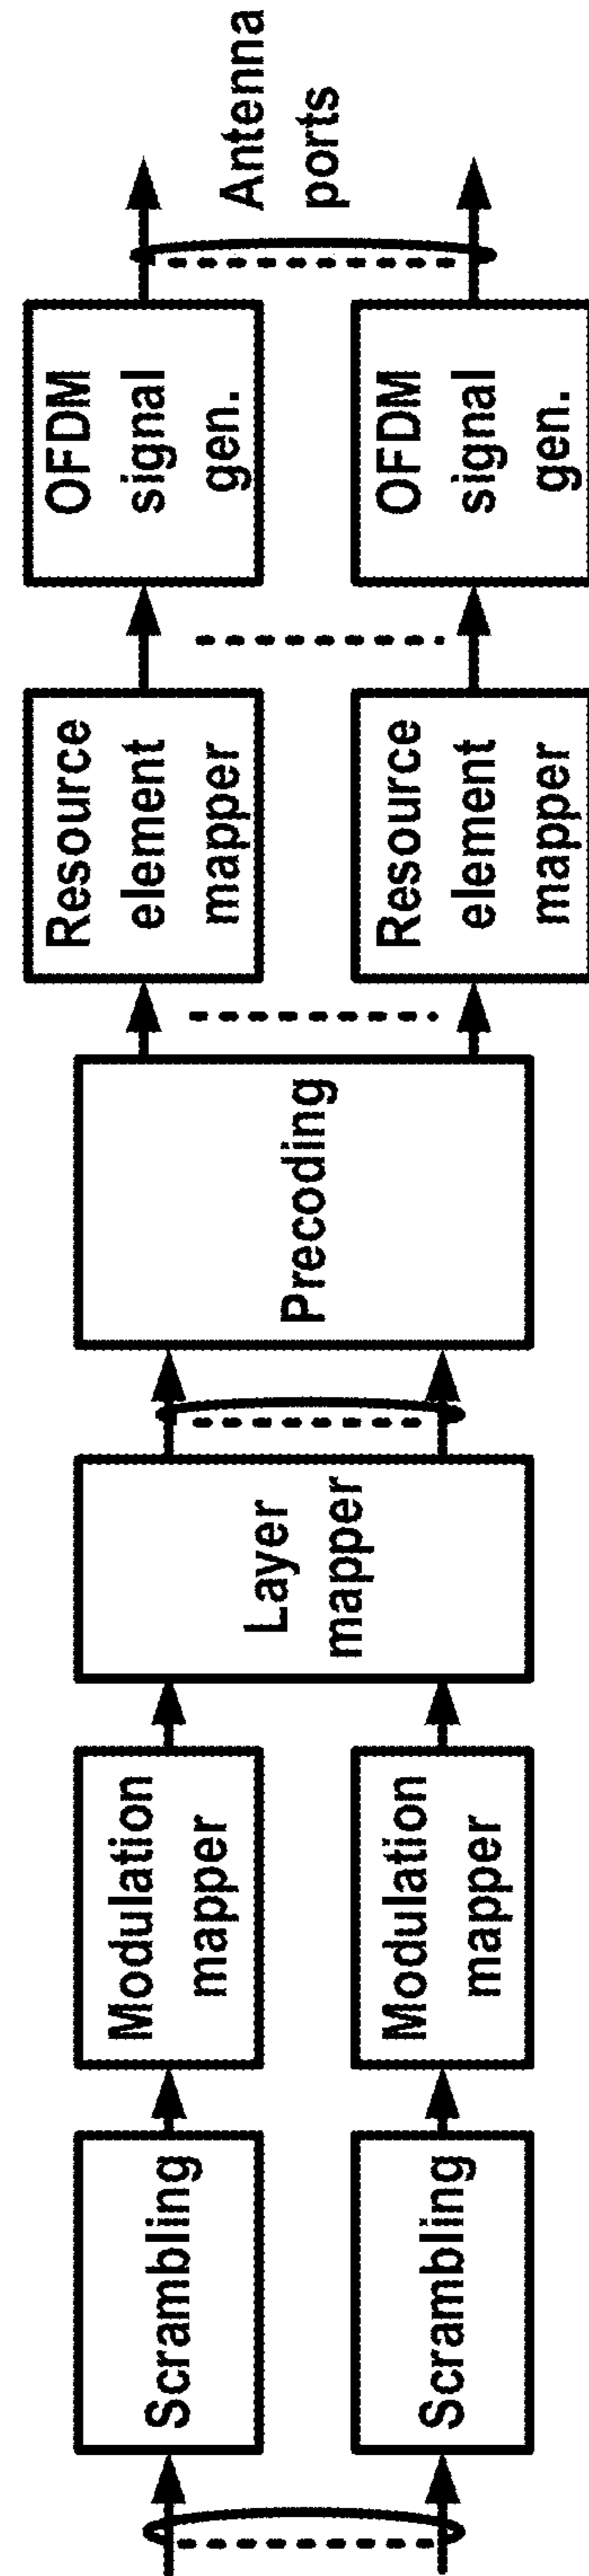 Scrambling
Scrambling
Modulation
mapper
Modulation
mapper
Layer
mapper
Precoding
Resource
element
mapper
Resource
element
mapper
OFDM
signal
gen.
OFDM
signal
gen.
Antenna
ports